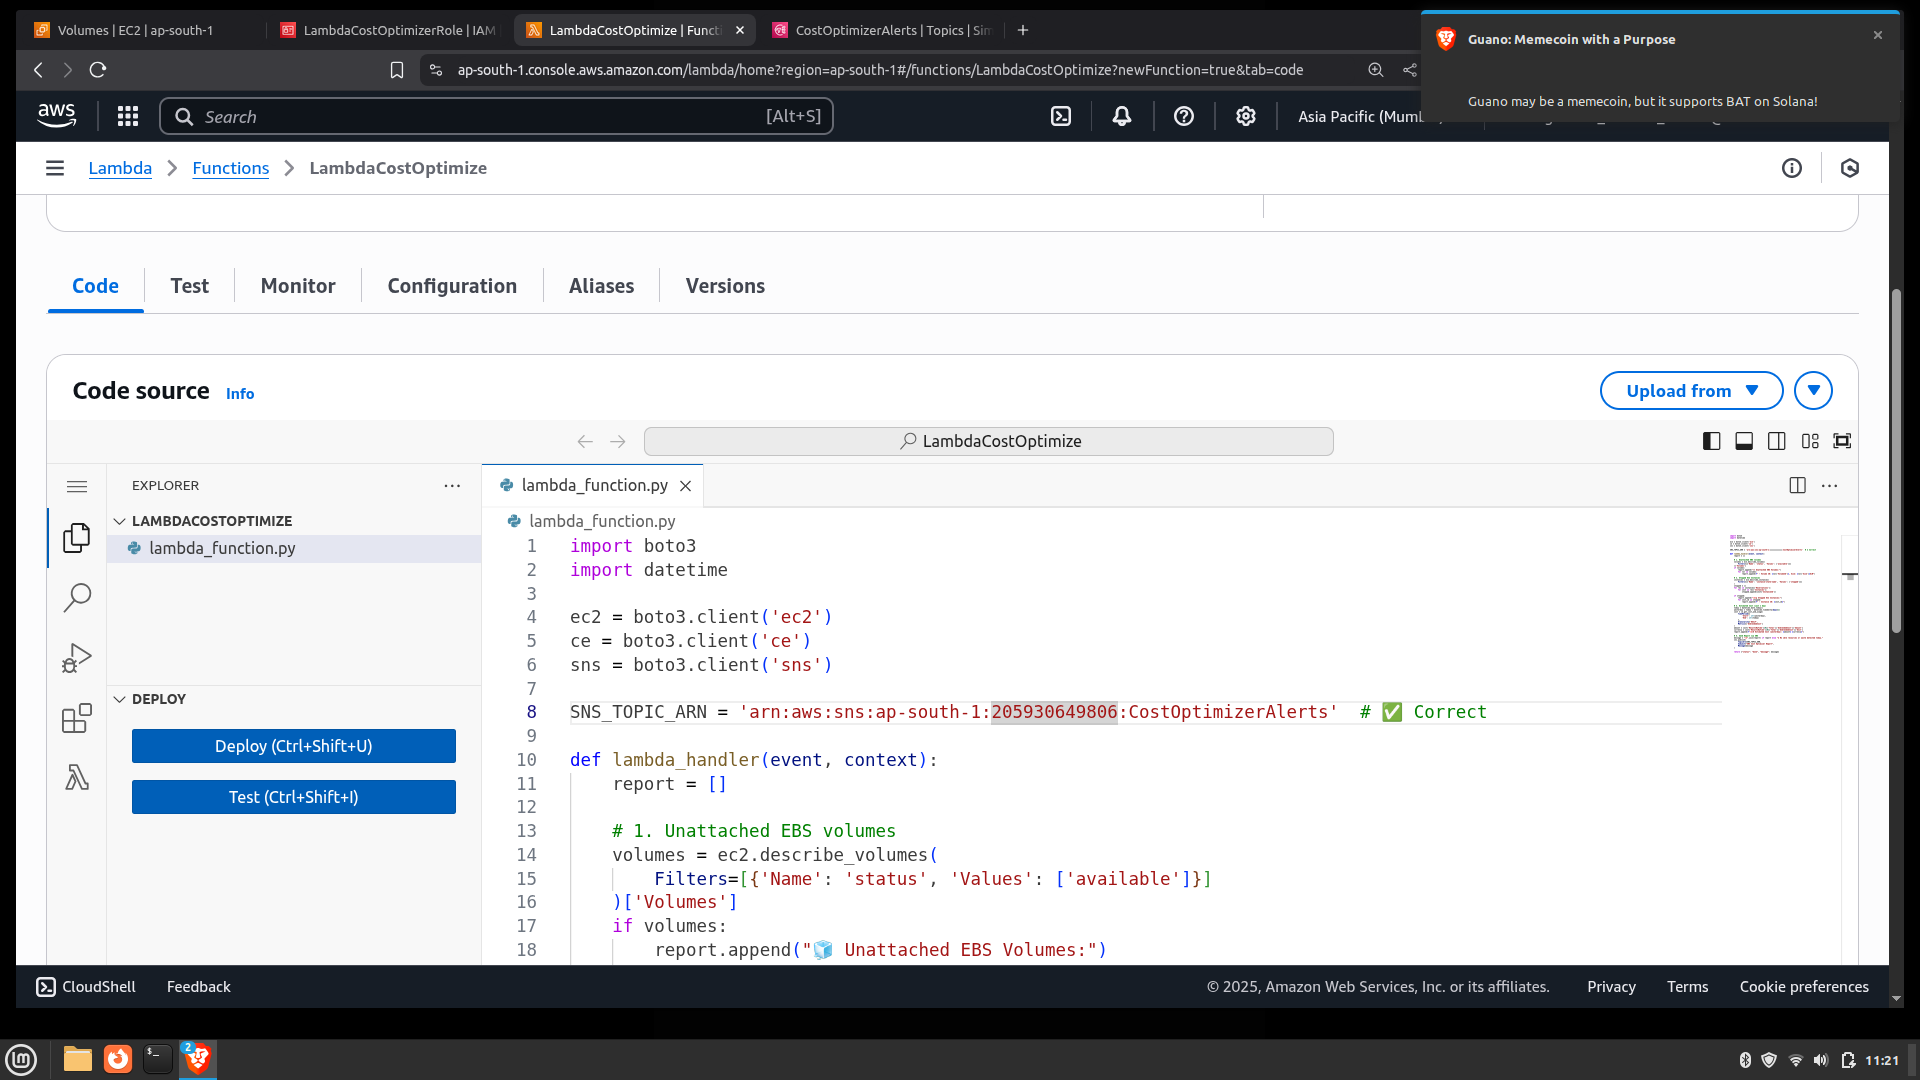 Volumes | EC2 | ap-south-1
LambdaCostOptimizerRole | IAM
LambdaCostOptimize | Functi
CostOptimizerAlerts | Topics | Sim
Guano: Memecoin with a Purpose
Guano may be a memecoin, but it supports BAT on Solana!
ap-south-1.console.aws.amazon.com/lambda/home?region=ap-south-1#/functions/LambdaCostOptimize?newFunction=true&tab=code
aws
Search
[Alt+S]
Asia Pacific (Mumb
Lambda
Functions
LambdaCostOptimize
Code
Test
Monitor
Configuration
Aliases
Versions
Code source Info
Upload from
LambdaCostOptimize
EXPLORER
LAMBDACOSTOPTIMIZE
lambda_function.py
DEPLOY
Deploy (Ctrl+Shift+U)
Test (Ctrl+Shift+I)
lambda_function.py
lambda_function.py
1 import boto3
2 import datetime
3
4 ec2 = boto3.client('ec2')
5 ce = boto3.client('ce')
6 sns = boto3.client('sns')
7
8 SNS_TOPIC_ARN = 'arn:aws:sns:ap-south-1:205930649806:CostOptimizerAlerts'  # ✅ Correct
9
10 def lambda_handler(event, context):
11     report = []
12
13     # 1. Unattached EBS volumes
14     volumes = ec2.describe_volumes(
15         Filters=[{'Name': 'status', 'Values': ['available']}]
16     )['Volumes']
17     if volumes:
18         report.append("🧊 Unattached EBS Volumes:")
CloudShell
Feedback
© 2025, Amazon Web Services, Inc. or its affiliates.
Privacy
Terms
Cookie preferences
2
11:21